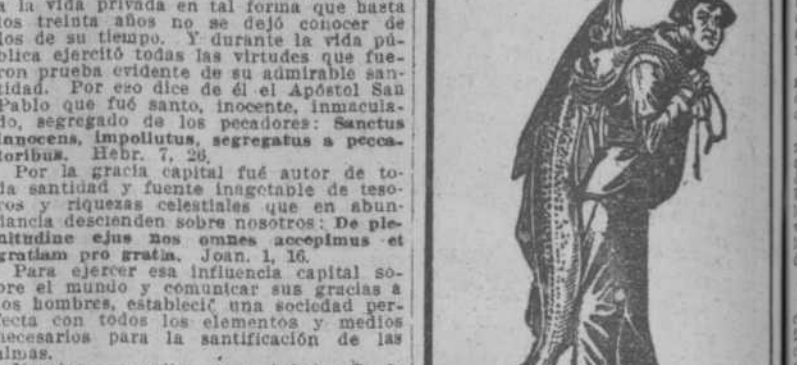 a la vida privada en tal forma que hasta
los treinta años no se dejó conocer de
los de su tiempo. Y durante la vida pú-
blica ejercitó todas las virtudes que fue-
ron prueba evidente de su admirable san-
tidad. Por eso dice de él el Apóstol San
Pablo que fué santo, inocente, inmacula-
do, segregado de los pecadores: Sanctus
innocens, impollutus, segregatus a pecca-
toribus. Hebr. 7, 26.
Por la gracia capital fué autor de to-
da santidad y fuente inagotable de teso-
ros y riquezas celestiales que en abun-
dancia descienden sobre nosotros: De ple-
nitudine ejus nos omnes accepimus et
gratiam pro gratia. Joan. 1, 16.
Para ejercer esa influencia capital so-
bre el mundo y comunicar sus gracias a
los hombres, estableció una sociedad per-
fecta con todos los elementos y medios
necesarios para la santificación de las
almas.